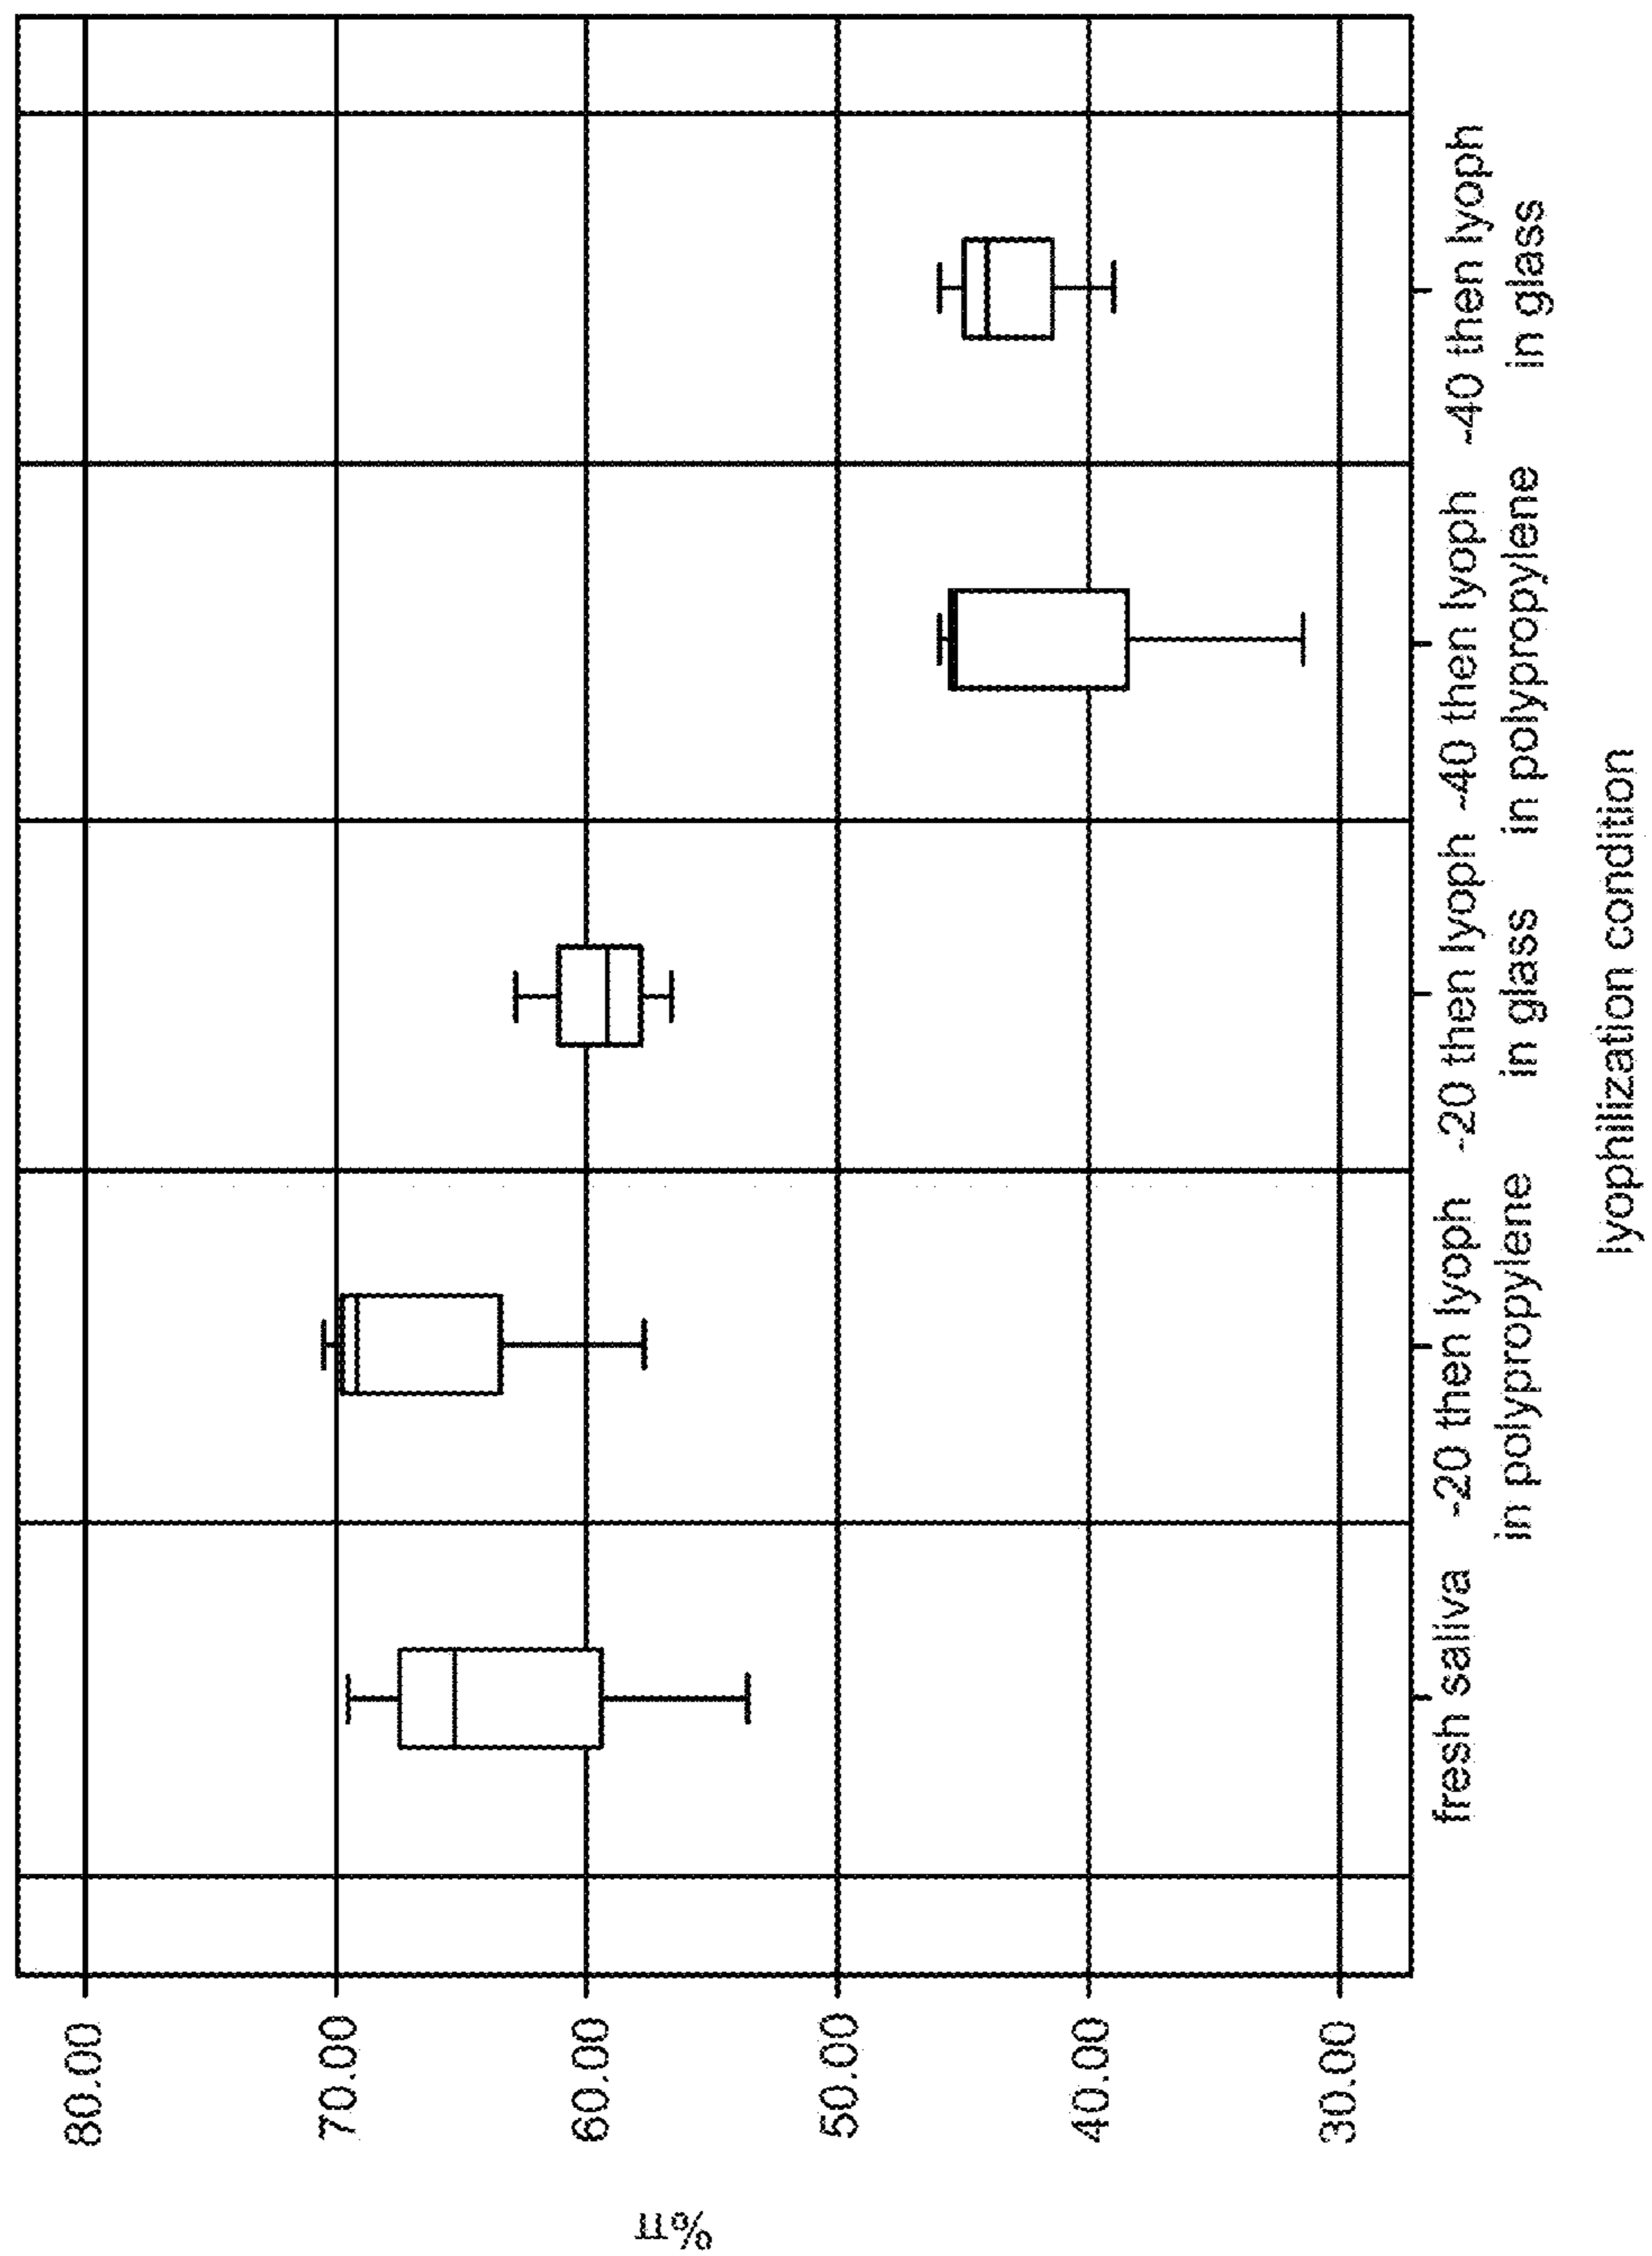 %π
80.00
70.00
60.00
50.00
40.00
30.00
fresh saliva
-20 then lyoph
in polypropylene
-20 then lyoph
in glass
-40 then lyoph
in polypropylene
-40 then lyoph
in glass
lyophilization condition